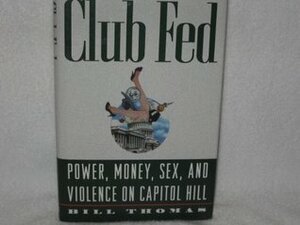 Club Fed
POWER, MONEY, SEX, AND
VIOLENCE ON CAPITOL HILL
BILL THOMAS